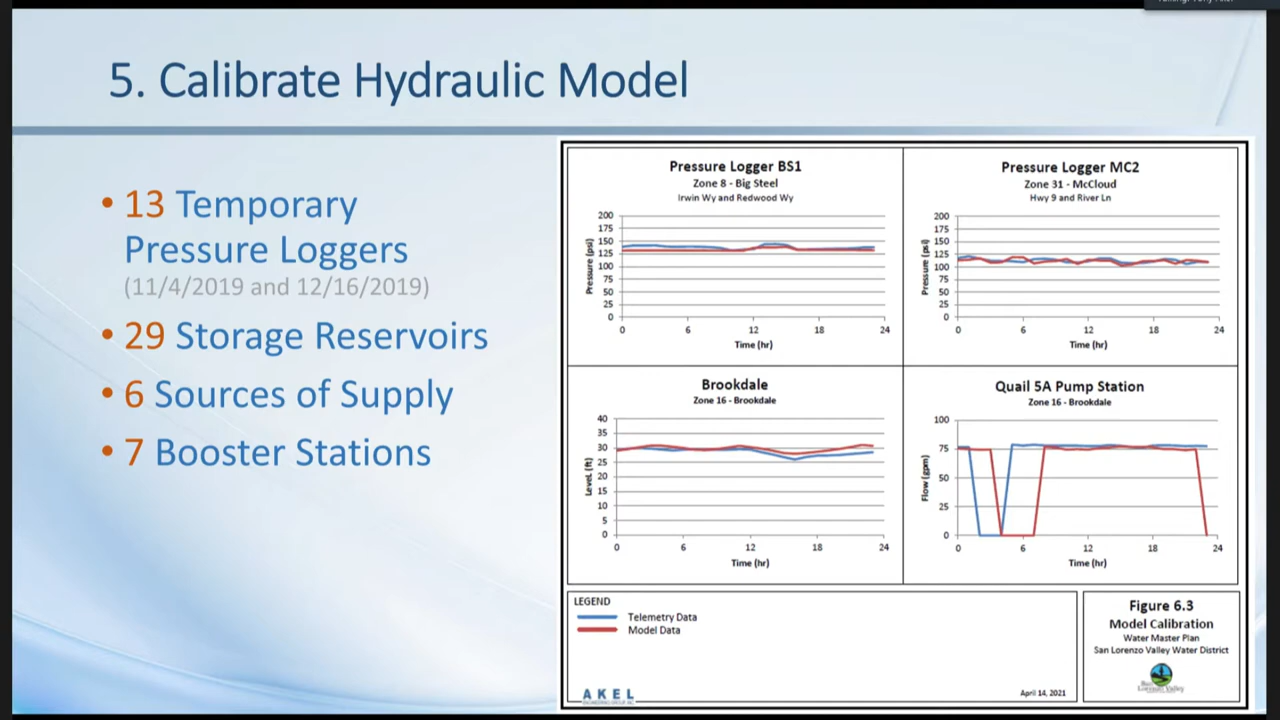 5. Calibrate Hydraulic Model
• 13 Temporary
Pressure Loggers
(11/4/2019 and 12/16/2019)
• 29 Storage Reservoirs
• 6 Sources of Supply
• 7 Booster Stations
Pressure Logger BS1
Zone 8 - Big Steel
Irwin Wy and Redwood Wy
Pressure (psi)
200
175
150
125
100
75
50
25
0
0 6 12 18 24
Time (hr)
Pressure Logger MC2
Zone 31 - McCloud
Hwy 9 and River Ln
Pressure (psi)
200
175
150
125
100
75
50
25
0
0 6 12 18 24
Time (hr)
Brookdale
Zone 16 - Brookdale
Level (ft)
40
35
30
25
20
15
10
5
0
0 6 12 18 24
Time (hr)
Quail 5A Pump Station
Zone 16 - Brookdale
Flow (gpm)
100
75
50
25
0
0 6 12 18 24
Time (hr)
LEGEND
Telemetry Data
Model Data
AKEL
ENGINEERING GROUP, INC.
April 14, 2021
Figure 6.3
Model Calibration
Water Master Plan
San Lorenzo Valley Water District